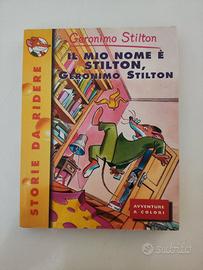 Geronimo Stilton
IL MIO NOME È
STILTON,
GERONIMO STILTON
STORIE DA RIDERE
AVVENTURE
A COLORI
subito